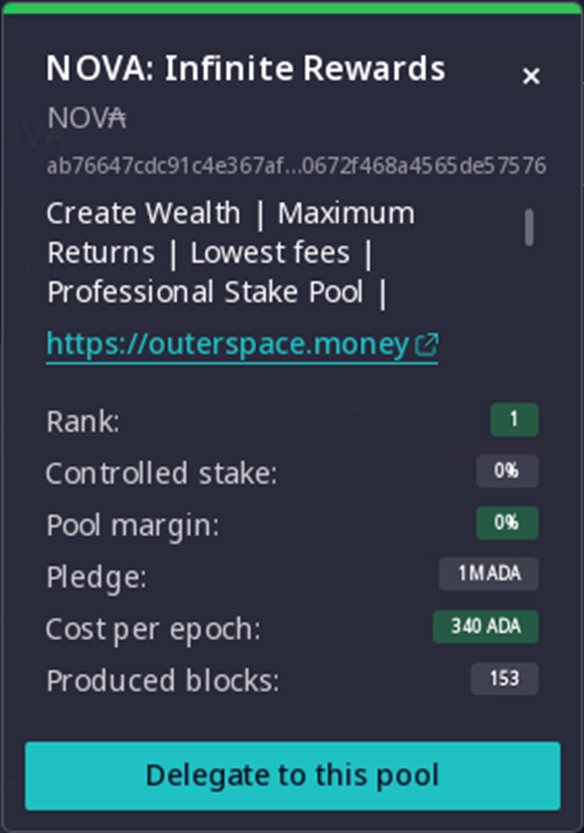 NOVA: Infinite Rewards
×
NOV₳
ab76647cdc91c4e367af...0672f468a4565de57576
Create Wealth | Maximum
Returns | Lowest fees |
Professional Stake Pool |
https://outerspace.money
Rank: 1
Controlled stake: 0%
Pool margin: 0%
Pledge: 1M ADA
Cost per epoch: 340 ADA
Produced blocks: 153
Delegate to this pool